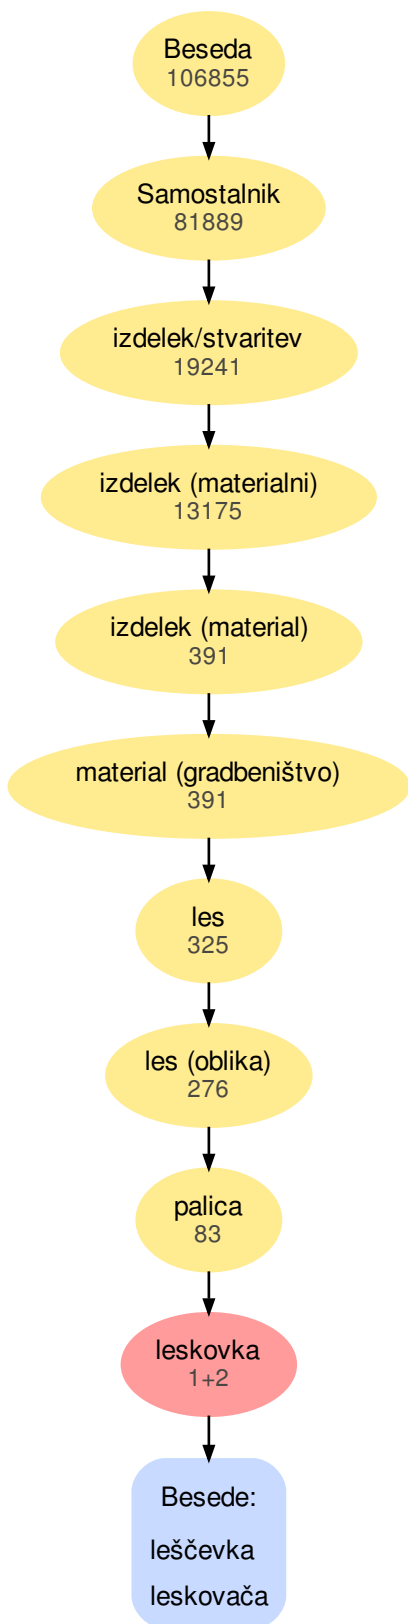 Beseda
106855
Samostalnik
81889
izdelek/stvaritev
19241
izdelek (materialni)
13175
izdelek (material)
391
material (gradbeništvo)
391
les
325
les (oblika)
276
palica
83
leskovka
1+2
Besede:
leščevka
leskovača